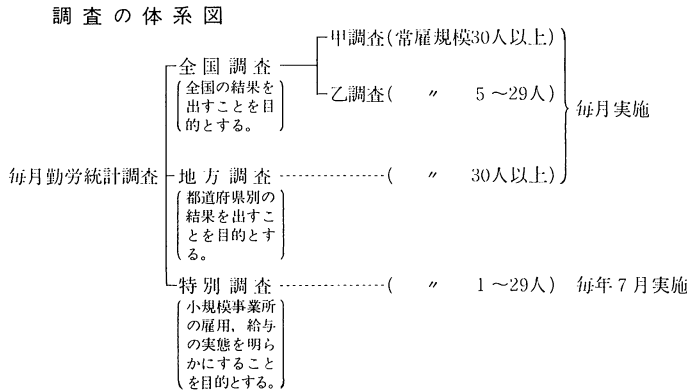 調査の体系図
甲調査(常雇規模30人以上)
全国調査
全国の結果を
出すことを目
的とする。
乙調査(〃 5～29人)
毎月実施
毎月勤労統計調査
地方調査 (〃 30人以上)
都道府県別の
結果を出すこ
とを目的とす
る。
特別調査 (〃 1～29人) 毎年7月実施
小規模事業所
の雇用，給与
の実態を明ら
かにすること
を目的とする。